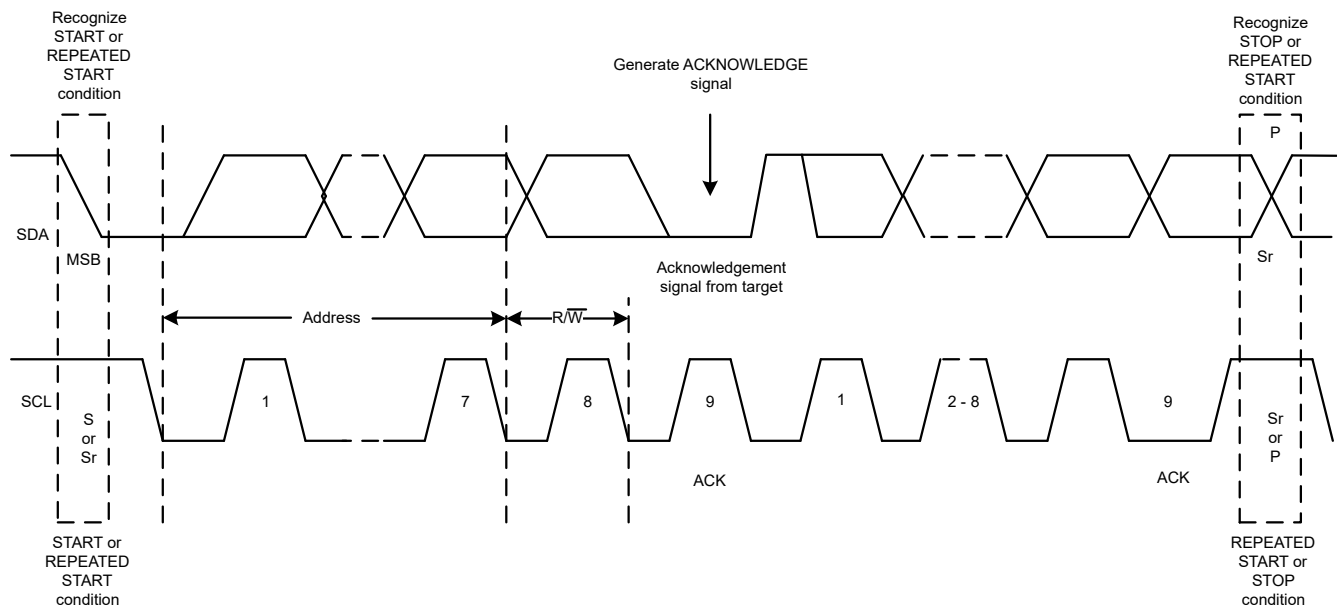 Recognize
START or
REPEATED
START
condition
Generate ACKNOWLEDGE
signal
Recognize
STOP or
REPEATED
START
condition
P
SDA
MSB
Acknowledgement
signal from target
Sr
Address
R/W̅
SCL
S
or
Sr
1
7
8
9
1
2 - 8
9
Sr
or
P
ACK
ACK
START or
REPEATED
START
condition
REPEATED
START or
STOP
condition